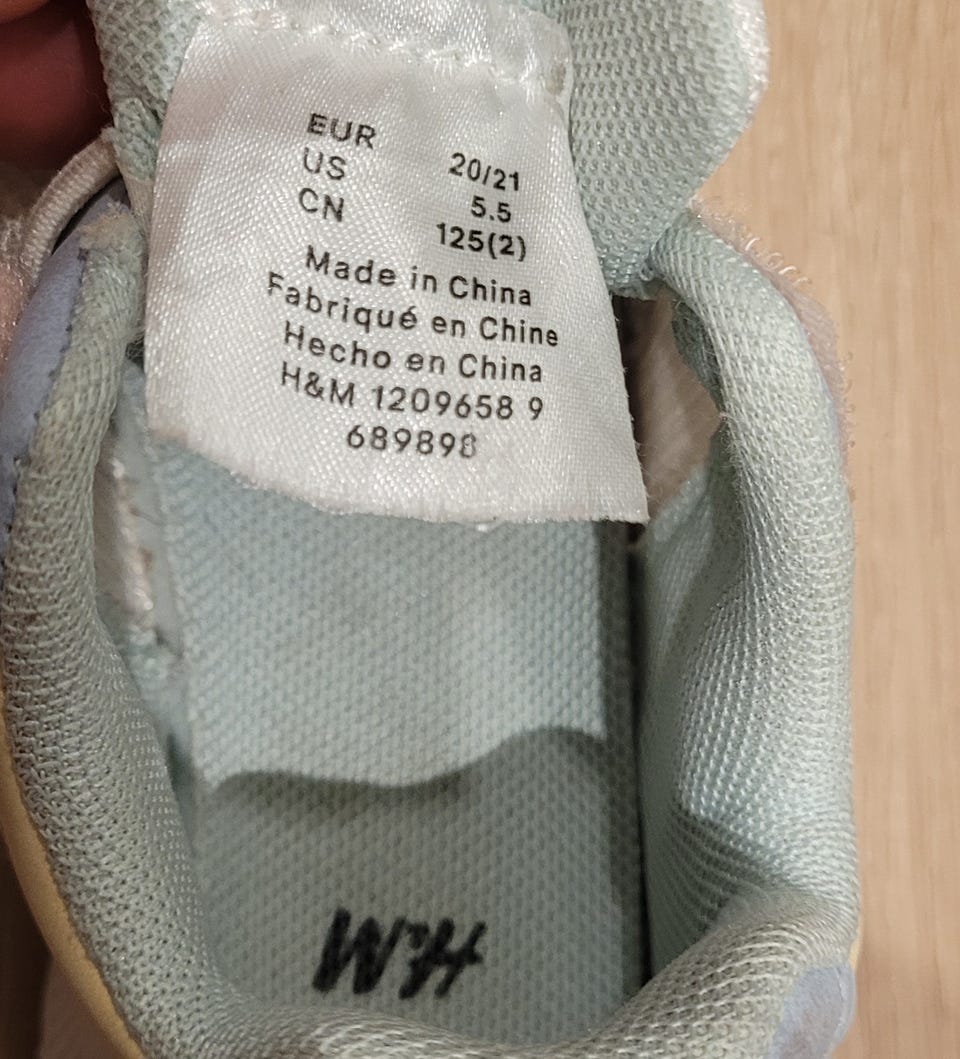 EUR 20/21
US 5.5
CN 125(2)
Made in China
Fabriqué en Chine
Hecho en China
H&M 1209658 9
689898
H&M